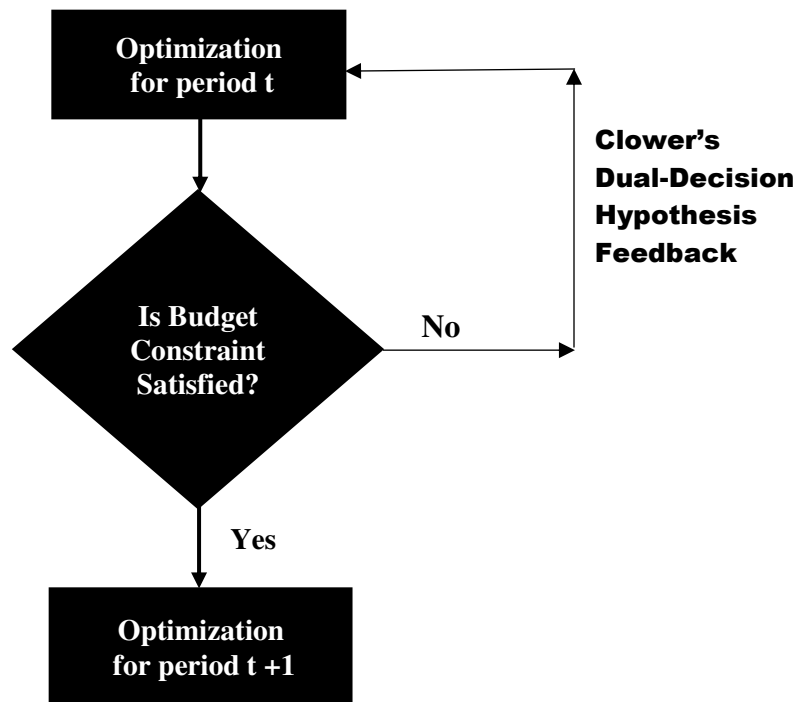 Optimization
for period t
Clower's
Dual-Decision
Hypothesis
Feedback
Is Budget
Constraint
Satisfied?
No
Yes
Optimization
for period t +1